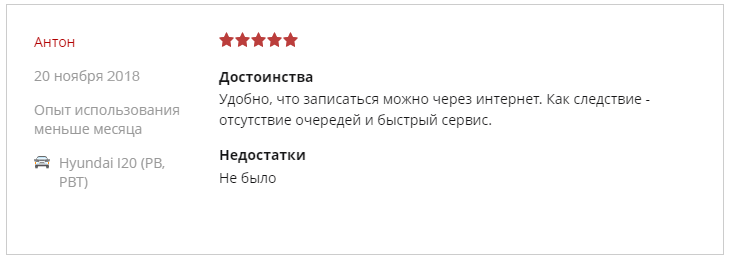 Антон
20 ноября 2018
Опыт использования
меньше месяца
Hyundai I20 (PB,
PBT)
Достоинства
Удобно, что записаться можно через интернет. Как следствие -
отсутствие очередей и быстрый сервис.
Недостатки
Не было